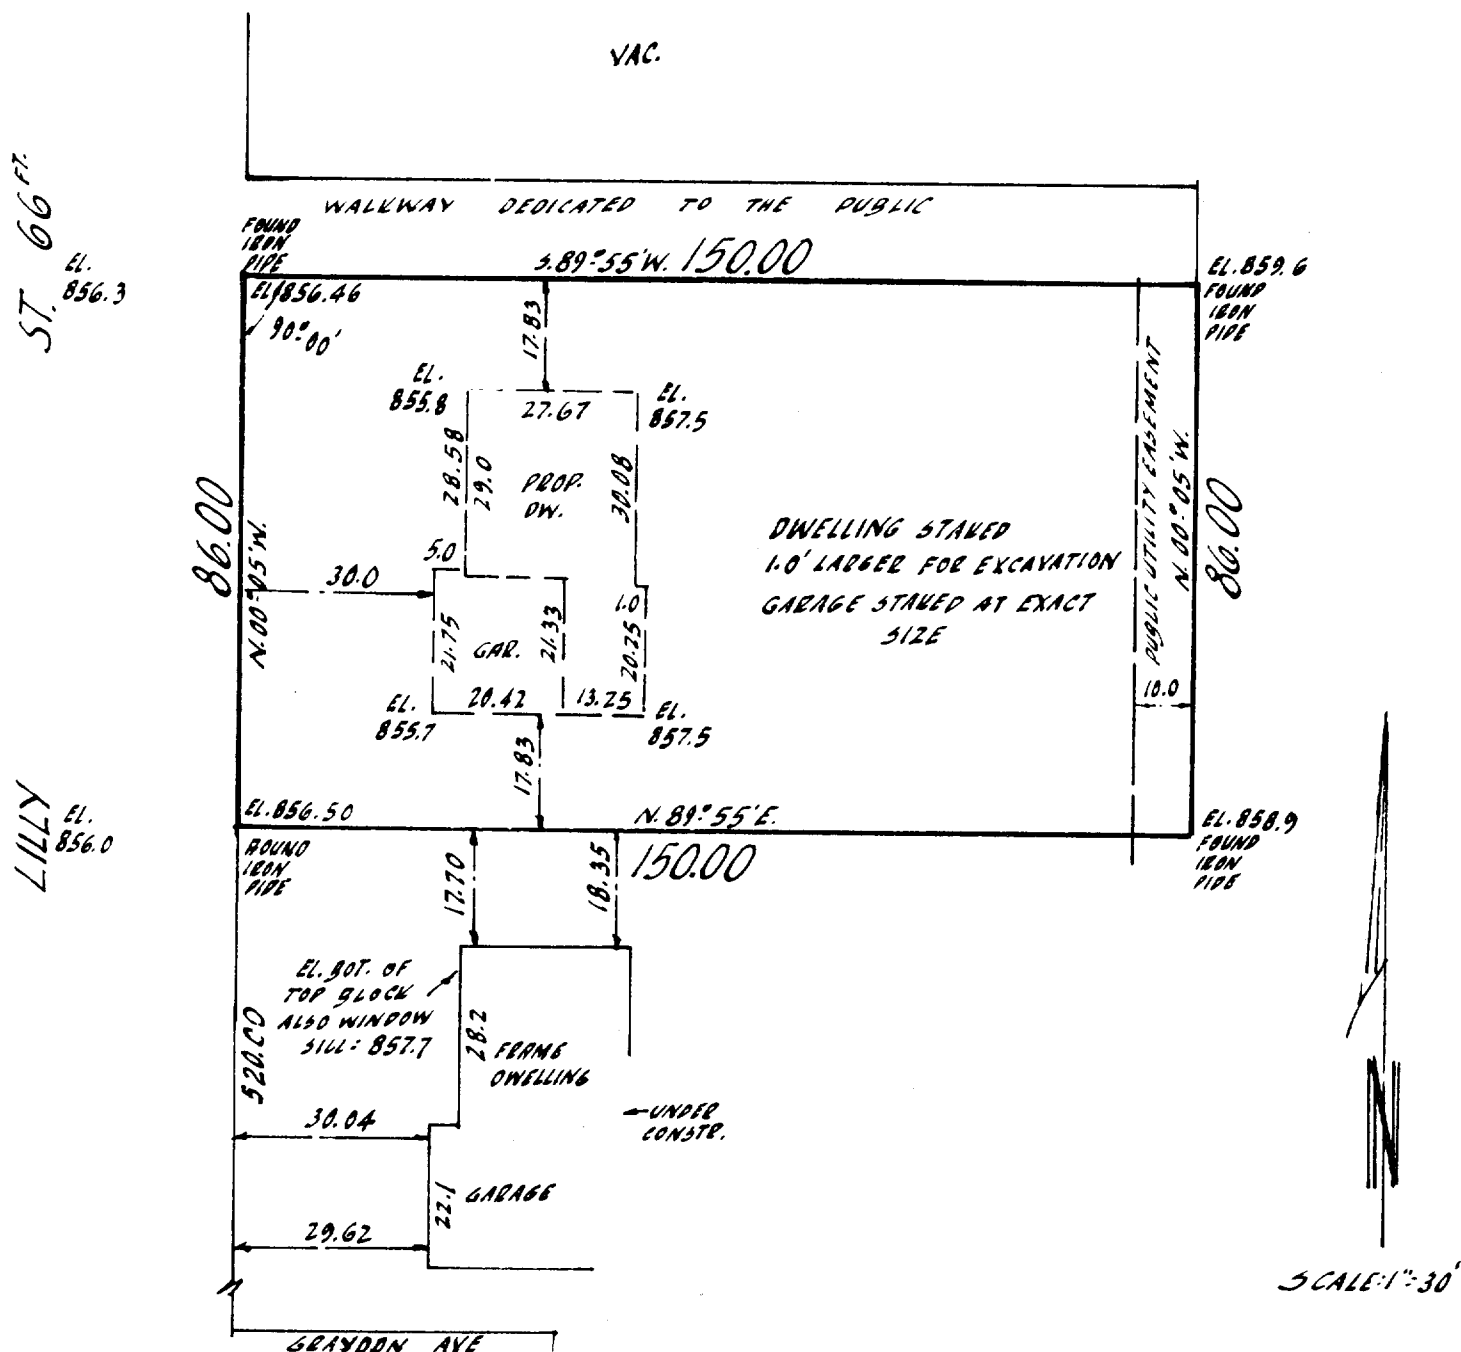 VAC.
ST. 66 FT.
WALKWAY DEDICATED TO THE PUBLIC
FOUND
IRON
PIPE
S.89°55'W. 150.00
EL.
856.3
EL. 859.6
FOUND
IRON
PIPE
EL. 856.46
90°00'
17.83
EL.
855.8
27.67
EL.
857.5
28.58
29.0
PROP.
DW.
30.08
PUBLIC UTILITY EASEMENT
N.00°05'W.
86.00
86.00
N.00°05'W.
DWELLING STAKED
1.0' LARGER FOR EXCAVATION
GARAGE STAKED AT EXACT
SIZE
5.0
30.0
1.0
21.75
GAR.
21.33
20.25
20.42
13.25
10.0
EL.
855.7
EL.
857.5
17.83
LILLY
EL.
856.0
EL. 856.50
N. 89°55'E.
150.00
EL. 858.9
FOUND
IRON
PIPE
ROUND
IRON
PIPE
17.70
18.35
EL. BOT. OF
TOP BLOCK
ALSO WINDOW
SILL = 857.7
520.00
28.2
FRAME
DWELLING
UNDER
CONSTR.
30.04
22.1
GARAGE
29.62
N
SCALE: 1"=30'
GRAYDON AVE